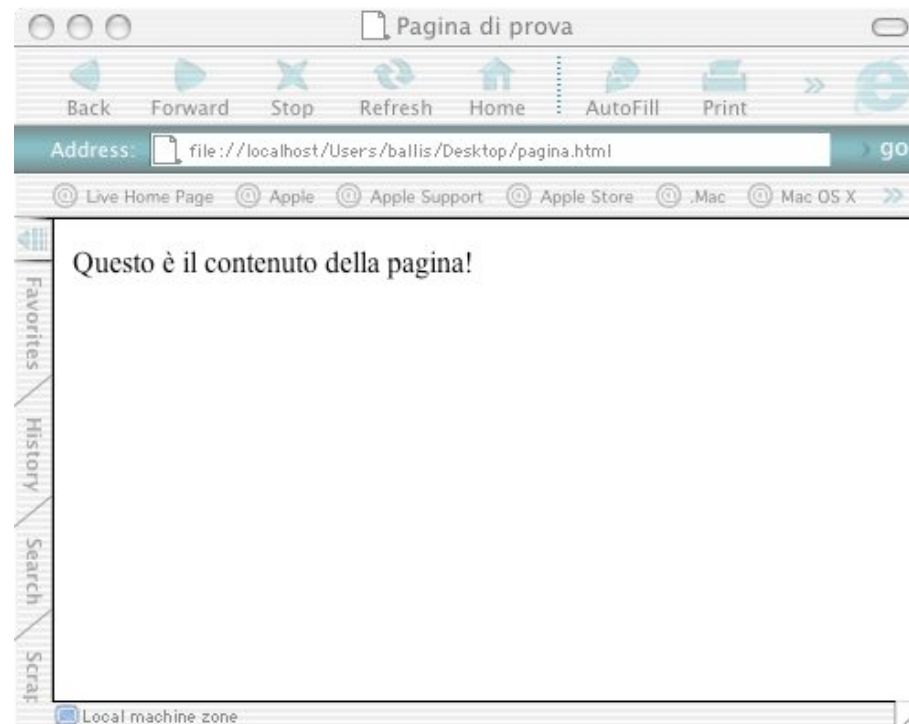 Pagina di prova
Back Forward Stop Refresh Home AutoFill Print
Address: file://localhost/Users/ballis/Desktop/pagina.html go
Live Home Page Apple Apple Support Apple Store .Mac Mac OS X
Questo è il contenuto della pagina!
Favorites
History
Search
Scrap
Local machine zone